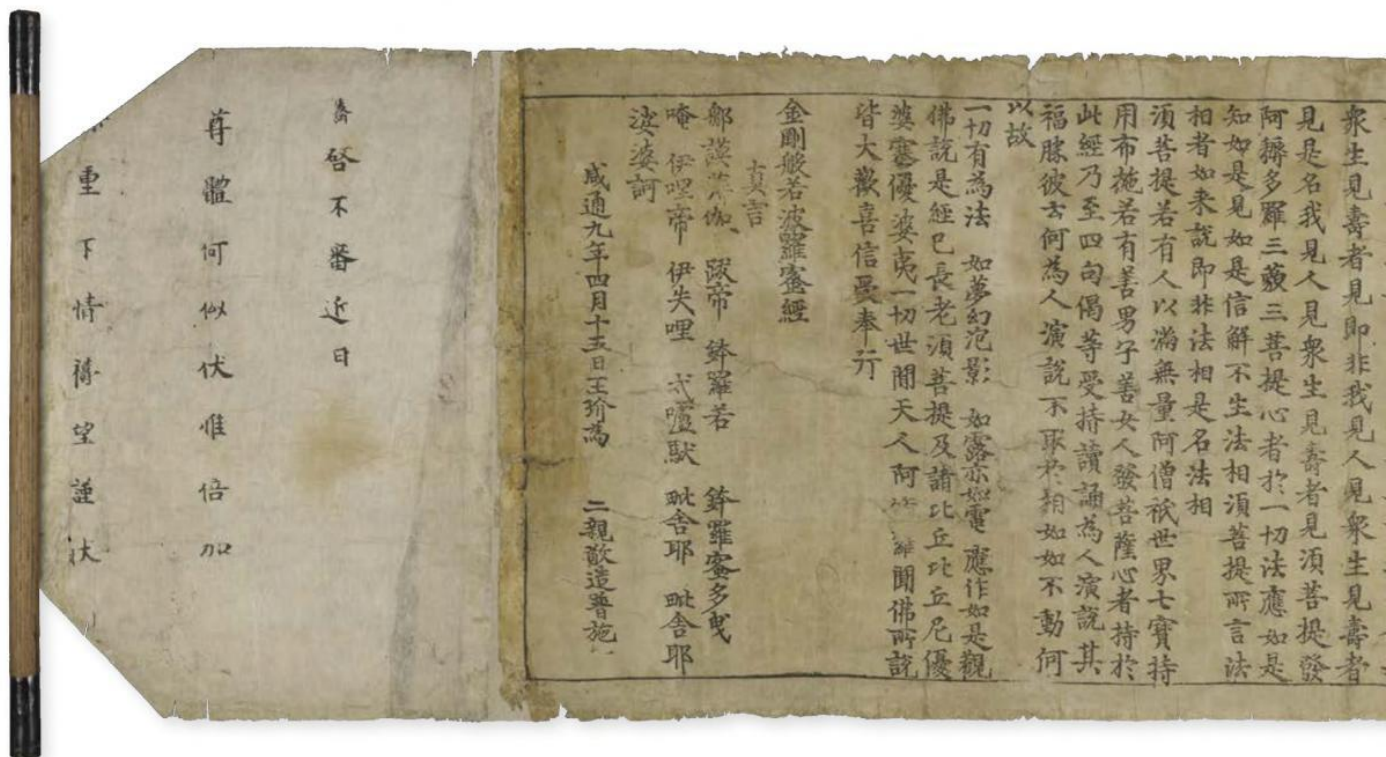 衆生見壽者見即非我見人見衆生見壽者
見是名我見人見衆生見壽者見須菩提發
阿耨多羅三藐三菩提心者於一切法應如是
知如是見如是信解不生法相須菩提所言法
相者如来說即非法相是名法相
須菩提若有人以滿無量阿僧祇世界七寶持
用布施若有善男子善女人發菩薩心者持於
此經乃至四句偈等受持讀誦為人演說其
福勝彼云何為人演說不取於相如如不動何
以故
一切有為法 如夢幻泡影 如露亦如電 應作如是觀
佛說是經已長老須菩提及諸比丘比丘尼優
婆塞優婆夷一切世間天人阿羅聞佛所說
皆大歡喜信受奉行
金剛般若波羅蜜經
真言
那謨薄伽跋帝 鉢羅若 鉢羅蜜多曳
唵 伊哩帝 伊失哩 戍嚧馱 毗舍耶 毗舍耶
娑婆訶
咸通九年四月十五日王玠為 二親敬造普施
啓不審近日
尊體何似伏惟倍加
重下情禱望謹状